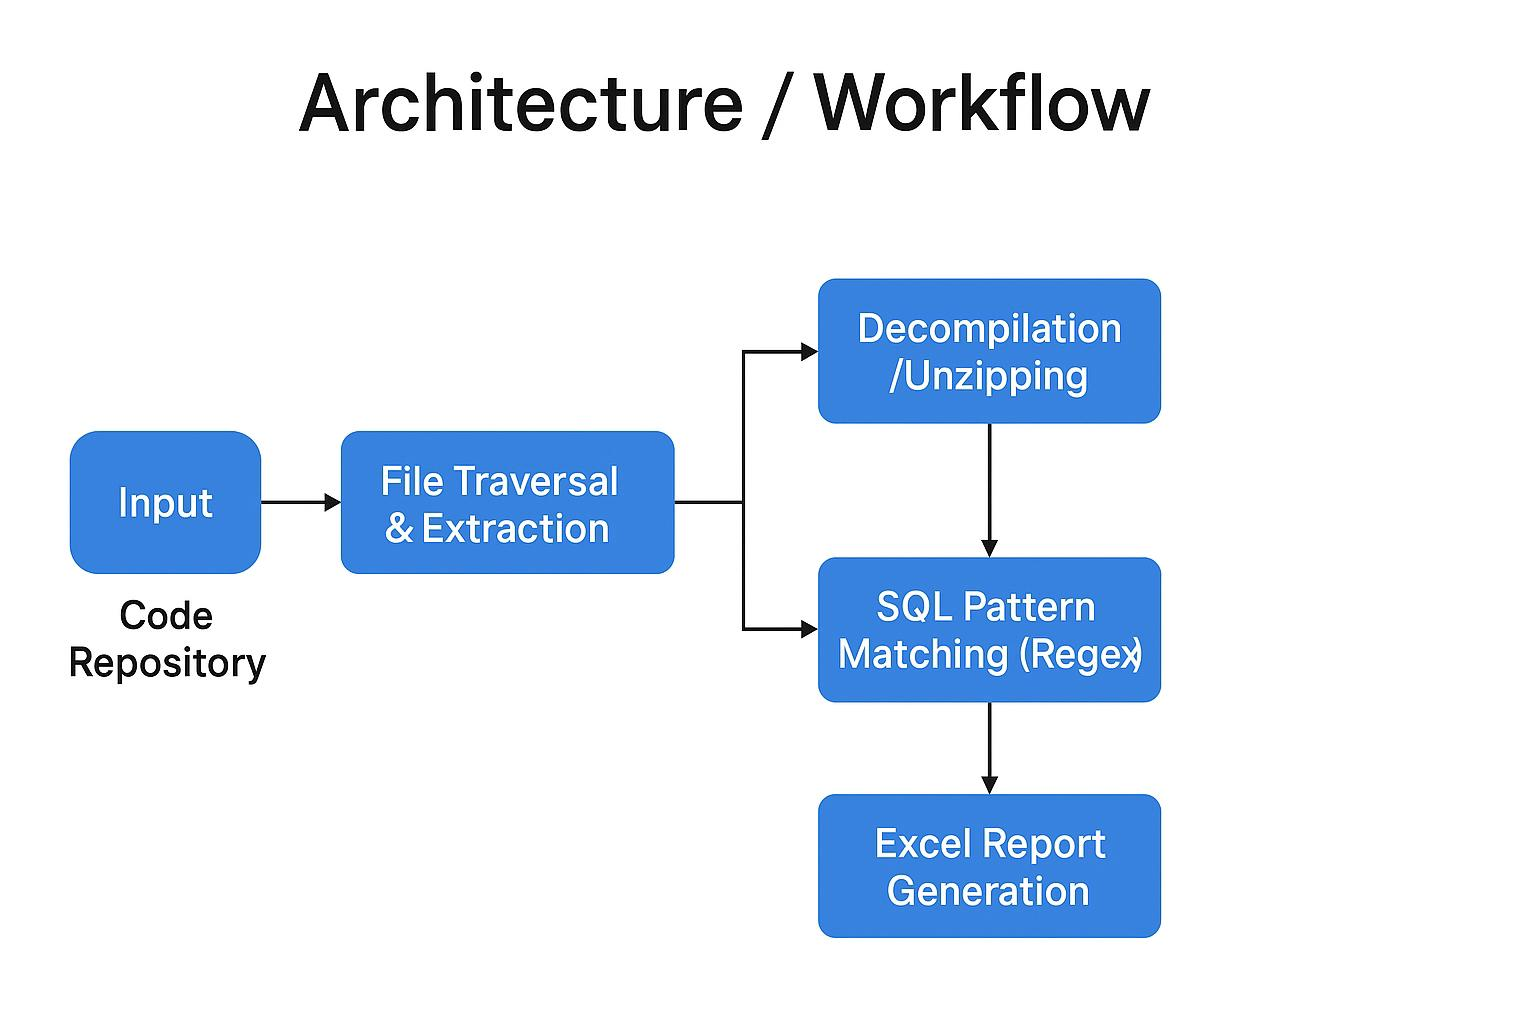 Architecture / Workflow
Input
Code
Repository
File Traversal
& Extraction
Decompilation
/Unzipping
SQL Pattern
Matching (Regex)
Excel Report
Generation